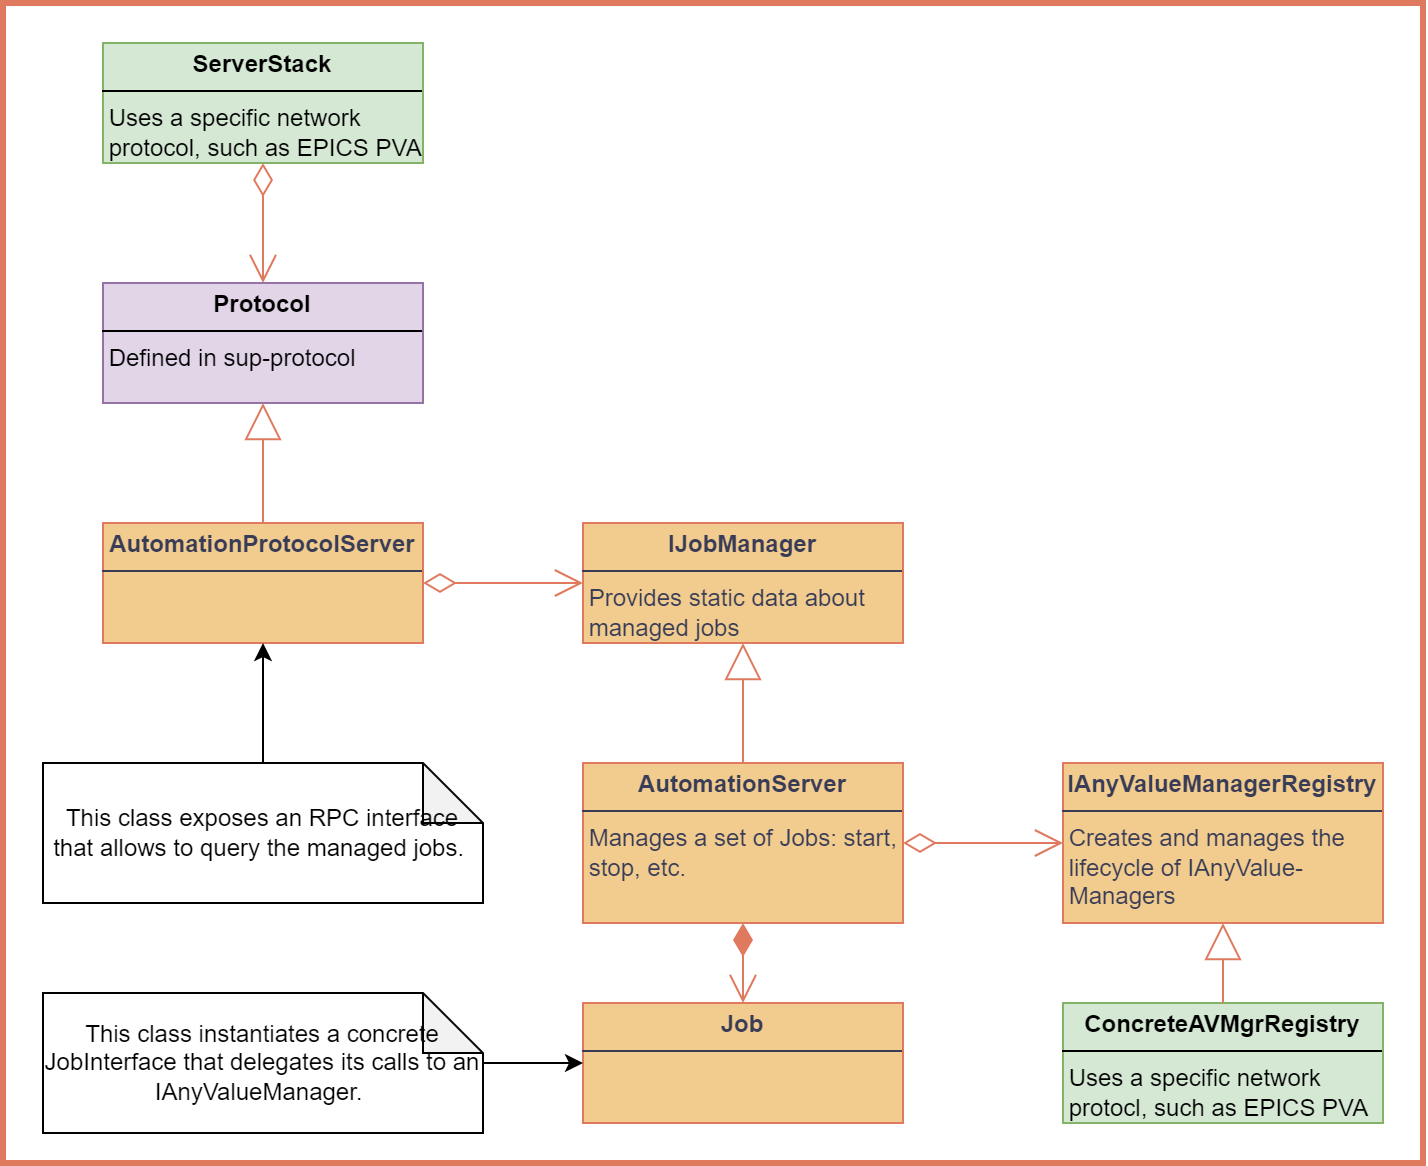 ServerStack
Uses a specific network
protocol, such as EPICS PVA
Protocol
Defined in sup-protocol
AutomationProtocolServer
IJobManager
Provides static data about
managed jobs
This class exposes an RPC interface
that allows to query the managed jobs.
AutomationServer
Manages a set of Jobs: start,
stop, etc.
IAnyValueManagerRegistry
Creates and manages the
lifecycle of IAnyValue-
Managers
This class instantiates a concrete
JobInterface that delegates its calls to an
IAnyValueManager.
Job
ConcreteAVMgrRegistry
Uses a specific network
protocl, such as EPICS PVA